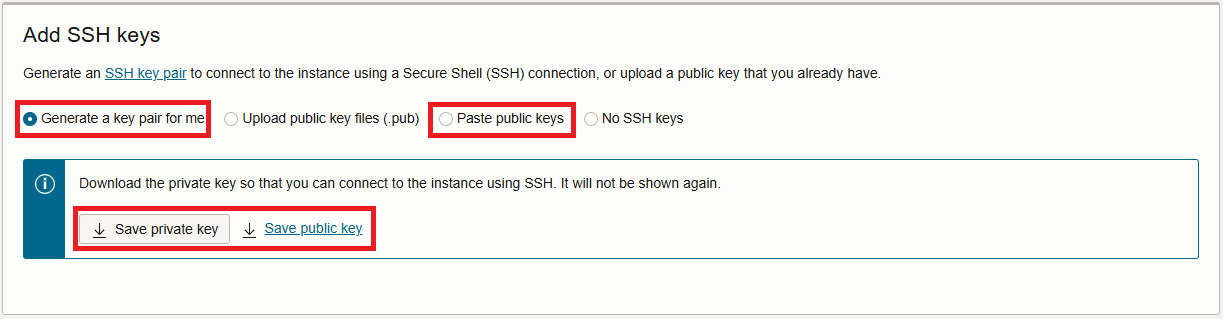 Add SSH keys
Generate an SSH key pair to connect to the instance using a Secure Shell (SSH) connection, or upload a public key that you already have.
Generate a key pair for me Upload public key files (.pub) Paste public keys No SSH keys
Download the private key so that you can connect to the instance using SSH. It will not be shown again.
Save private key Save public key